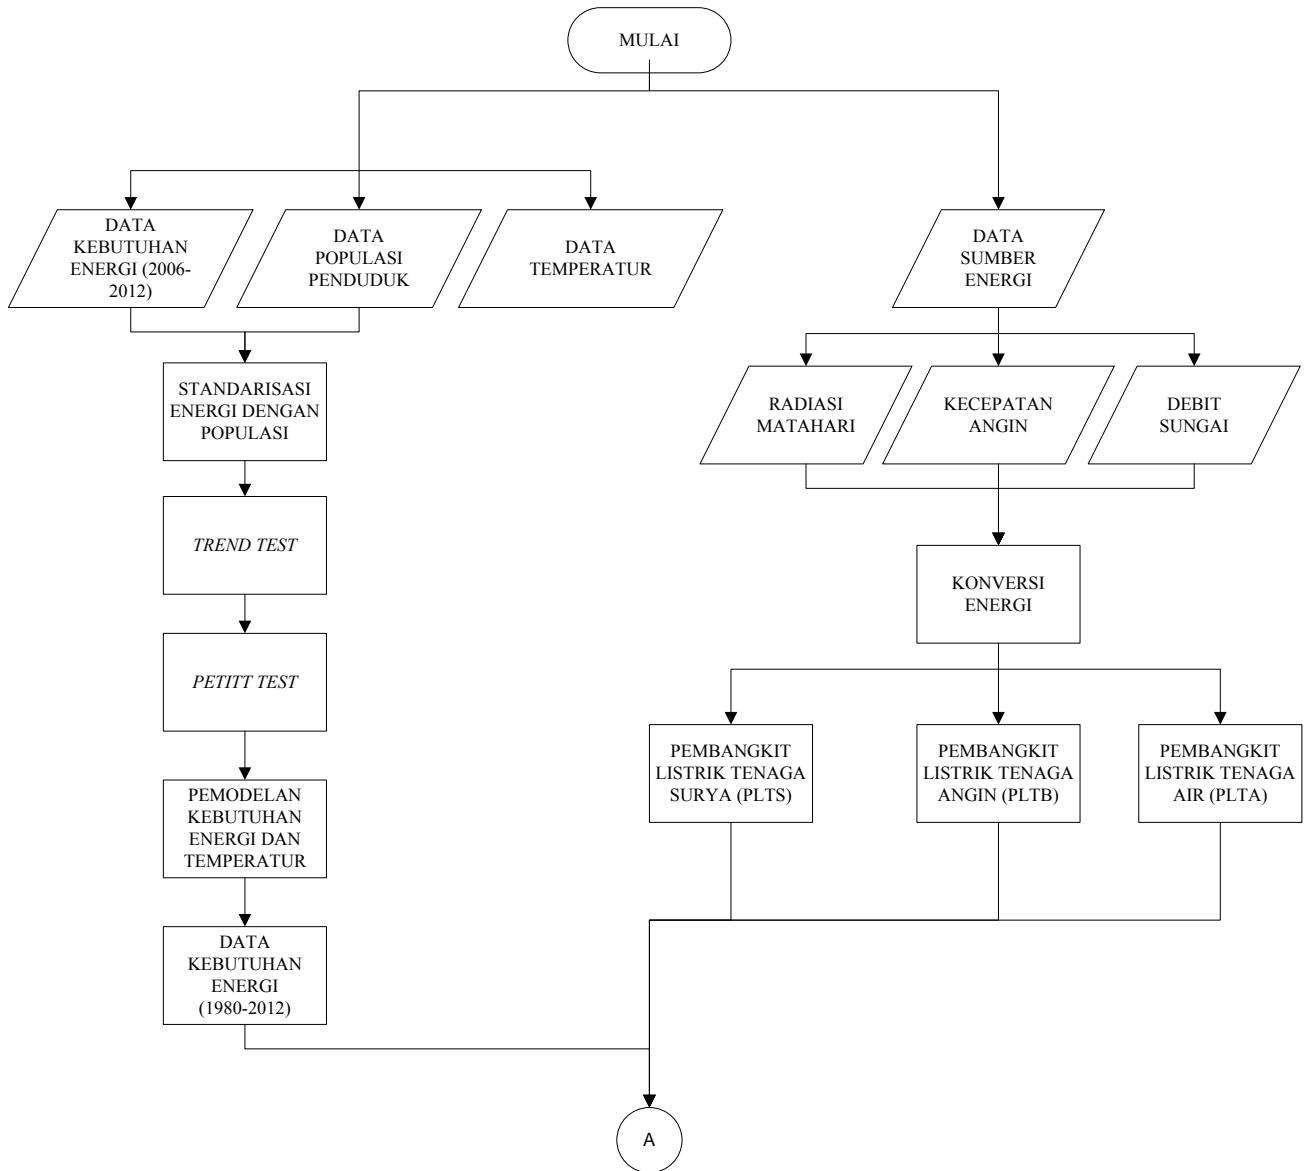 MULAI
DATA
KEBUTUHAN
ENERGI (2006-
2012)
DATA
POPULASI
PENDUDUK
DATA
TEMPERATUR
DATA
SUMBER
ENERGI
STANDARISASI
ENERGI DENGAN
POPULASI
RADIASI
MATAHARI
KECEPATAN
ANGIN
DEBIT
SUNGAI
TREND TEST
KONVERSI
ENERGI
PETITT TEST
PEMBANGKIT
LISTRIK TENAGA
SURYA (PLTS)
PEMBANGKIT
LISTRIK TENAGA
ANGIN (PLTB)
PEMBANGKIT
LISTRIK TENAGA
AIR (PLTA)
PEMODELAN
KEBUTUHAN
ENERGI DAN
TEMPERATUR
DATA
KEBUTUHAN
ENERGI
(1980-2012)
A